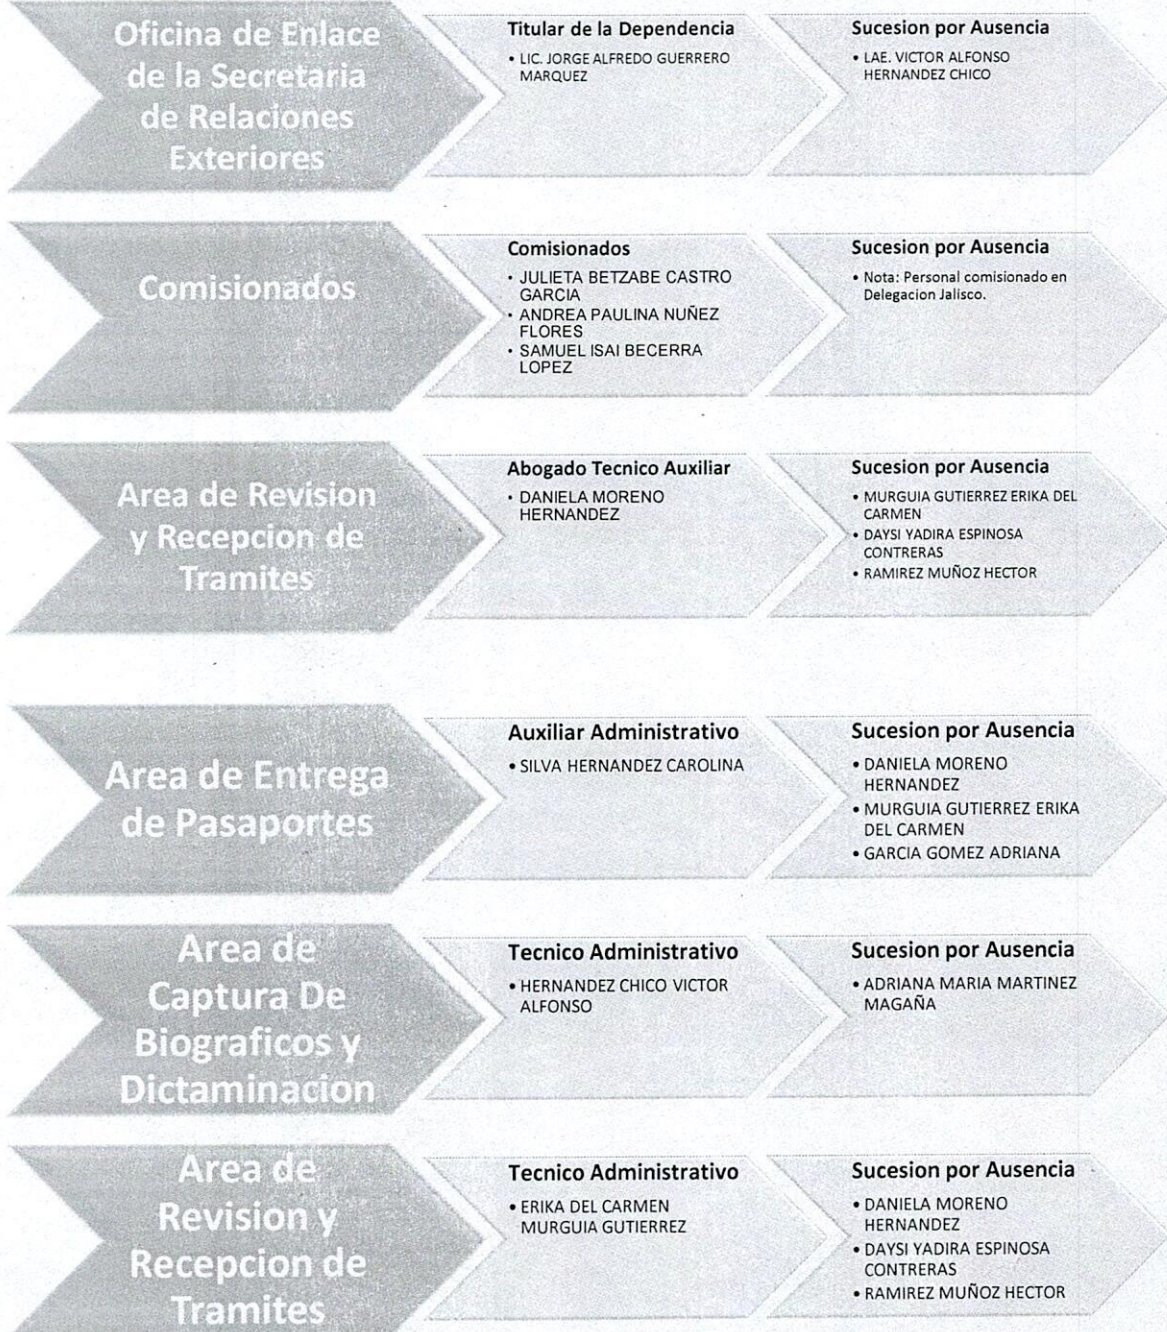 Oficina de Enlace
de la Secretaria
de Relaciones
Exteriores
Titular de la Dependencia
• LIC. JORGE ALFREDO GUERRERO
MARQUEZ
Sucesion por Ausencia
• LAE. VICTOR ALFONSO
HERNANDEZ CHICO
Comisionados
Comisionados
• JULIETA BETZABE CASTRO
GARCIA
• ANDREA PAULINA NUÑEZ
FLORES
• SAMUEL ISAI BECERRA
LOPEZ
Sucesion por Ausencia
• Nota: Personal comisionado en
Delegacion Jalisco.
Area de Revision
y Recepcion de
Tramites
Abogado Tecnico Auxiliar
• DANIELA MORENO
HERNANDEZ
Sucesion por Ausencia
• MURGUIA GUTIERREZ ERIKA DEL
CARMEN
• DAYSI YADIRA ESPINOSA
CONTRERAS
• RAMIREZ MUÑOZ HECTOR
Area de Entrega
de Pasaportes
Auxiliar Administrativo
• SILVA HERNANDEZ CAROLINA
Sucesion por Ausencia
• DANIELA MORENO
HERNANDEZ
• MURGUIA GUTIERREZ ERIKA
DEL CARMEN
• GARCIA GOMEZ ADRIANA
Area de
Captura De
Biograficos y
Dictaminacion
Tecnico Administrativo
• HERNANDEZ CHICO VICTOR
ALFONSO
Sucesion por Ausencia
• ADRIANA MARIA MARTINEZ
MAGAÑA
Area de
Revision y
Recepcion de
Tramites
Tecnico Administrativo
• ERIKA DEL CARMEN
MURGUIA GUTIERREZ
Sucesion por Ausencia
• DANIELA MORENO
HERNANDEZ
• DAYSI YADIRA ESPINOSA
CONTRERAS
• RAMIREZ MUÑOZ HECTOR